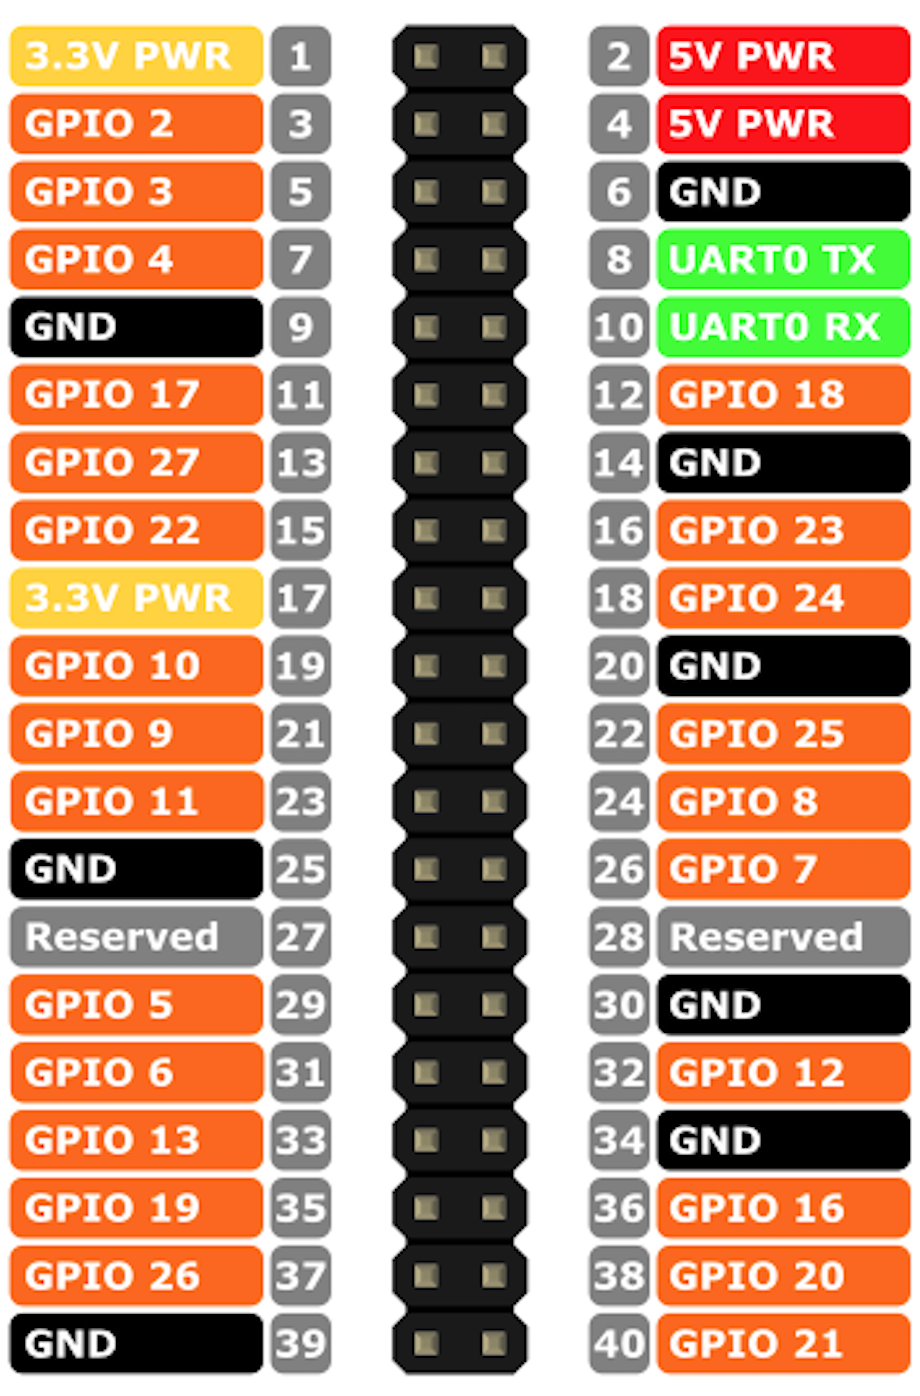 3.3V PWR 1 2 5V PWR
GPIO 2 3 4 5V PWR
GPIO 3 5 6 GND
GPIO 4 7 8 UART0 TX
GND 9 10 UART0 RX
GPIO 17 11 12 GPIO 18
GPIO 27 13 14 GND
GPIO 22 15 16 GPIO 23
3.3V PWR 17 18 GPIO 24
GPIO 10 19 20 GND
GPIO 9 21 22 GPIO 25
GPIO 11 23 24 GPIO 8
GND 25 26 GPIO 7
Reserved 27 28 Reserved
GPIO 5 29 30 GND
GPIO 6 31 32 GPIO 12
GPIO 13 33 34 GND
GPIO 19 35 36 GPIO 16
GPIO 26 37 38 GPIO 20
GND 39 40 GPIO 21